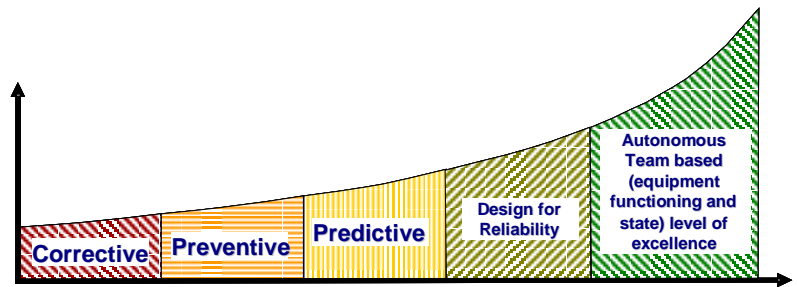 Corrective
Preventive
Predictive
Design for
Reliability
Autonomous
Team based
(equipment
functioning and
state) level of
excellence